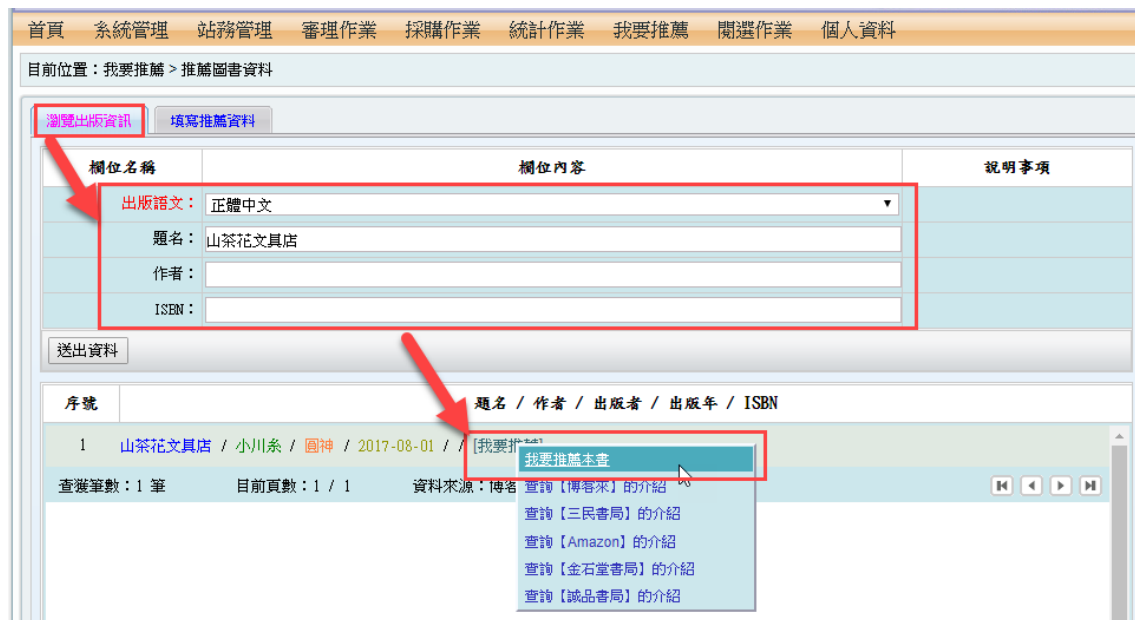 首頁 系統管理 站務管理 審理作業 採購作業 統計作業 我要推薦 閱選作業 個人資料
目前位置：我要推薦 > 推薦圖書資料
瀏覽出版資訊 填寫推薦資料
欄位名稱 欄位內容 說明事項
出版語文： 正體中文
題名： 山茶花文具店
作者：
ISBN：
送出資料
序號 題名 / 作者 / 出版者 / 出版年 / ISBN
1 山茶花文具店 / 小川糸 / 圓神 / 2017-08-01 / / [我要推薦]
我要推薦本書
查獲筆數：1 筆 目前頁數：1 / 1 資料來源：博客
查詢【博客來】的介紹
查詢【三民書局】的介紹
查詢【Amazon】的介紹
查詢【金石堂書局】的介紹
查詢【誠品書局】的介紹